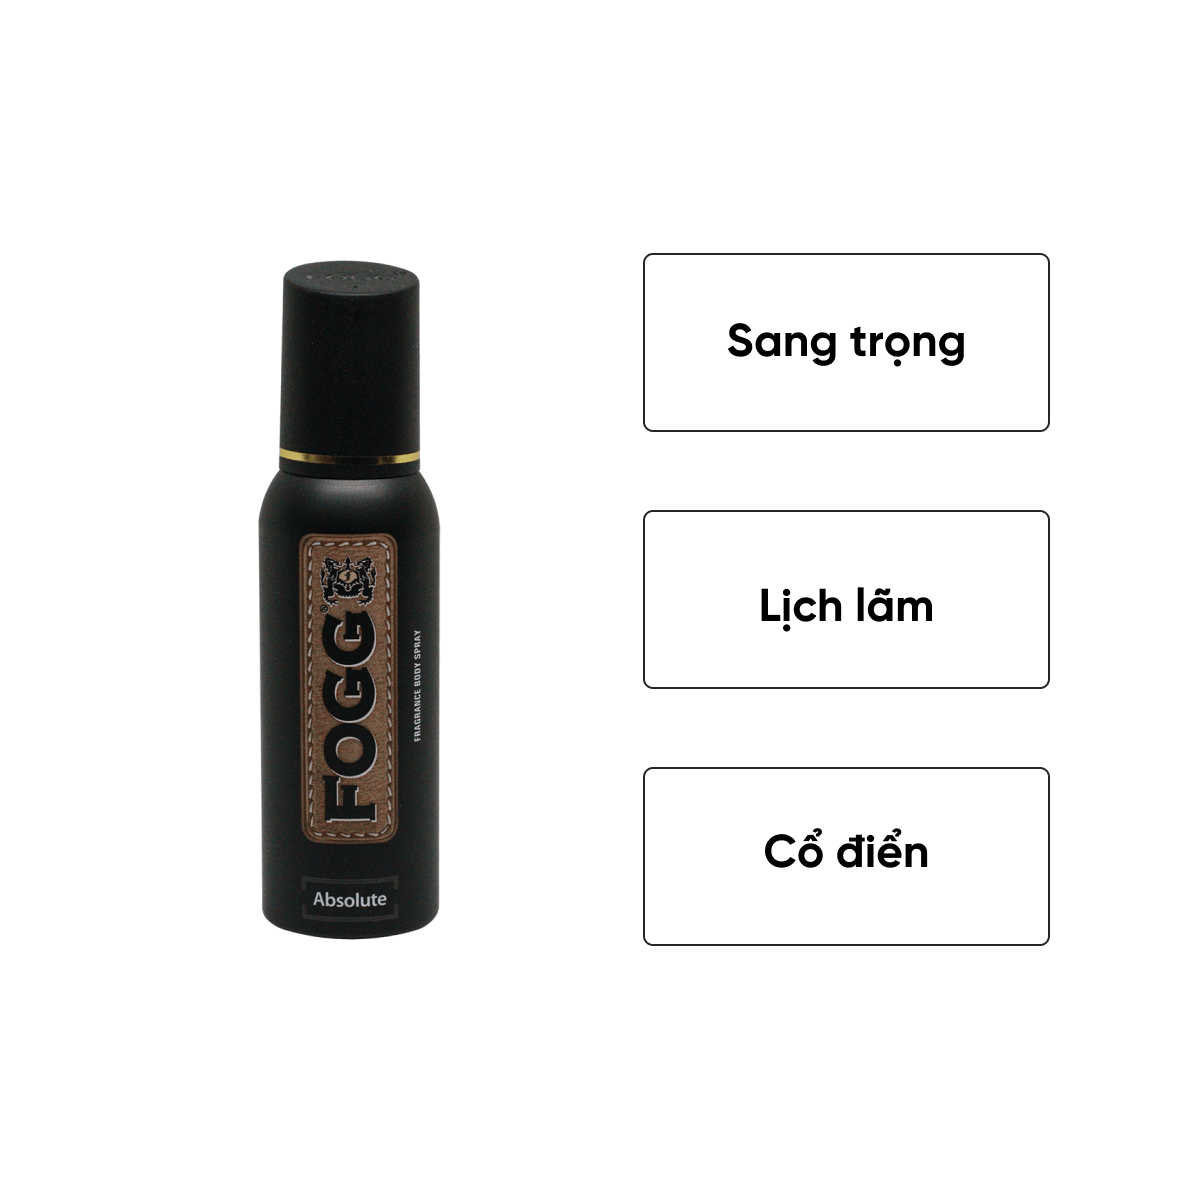 FOGG
®
FRAGRANCE BODY SPRAY
Absolute
Sang trọng
Lịch lãm
Cổ điển